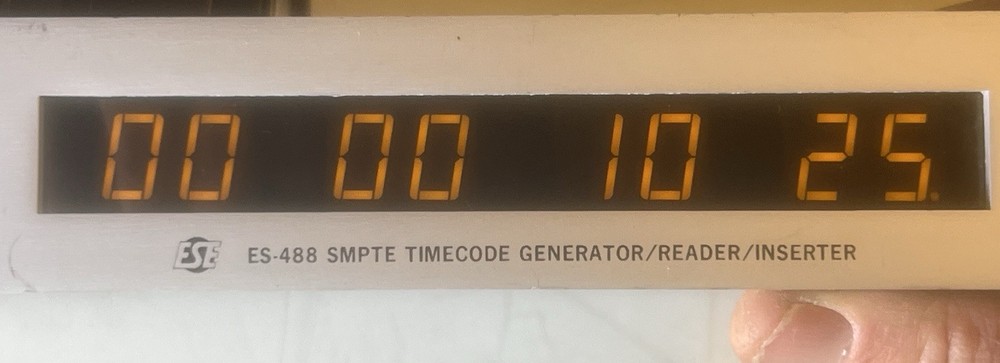 00 00 10 25
ESE ES-488 SMPTE TIMECODE GENERATOR/READER/INSERTER